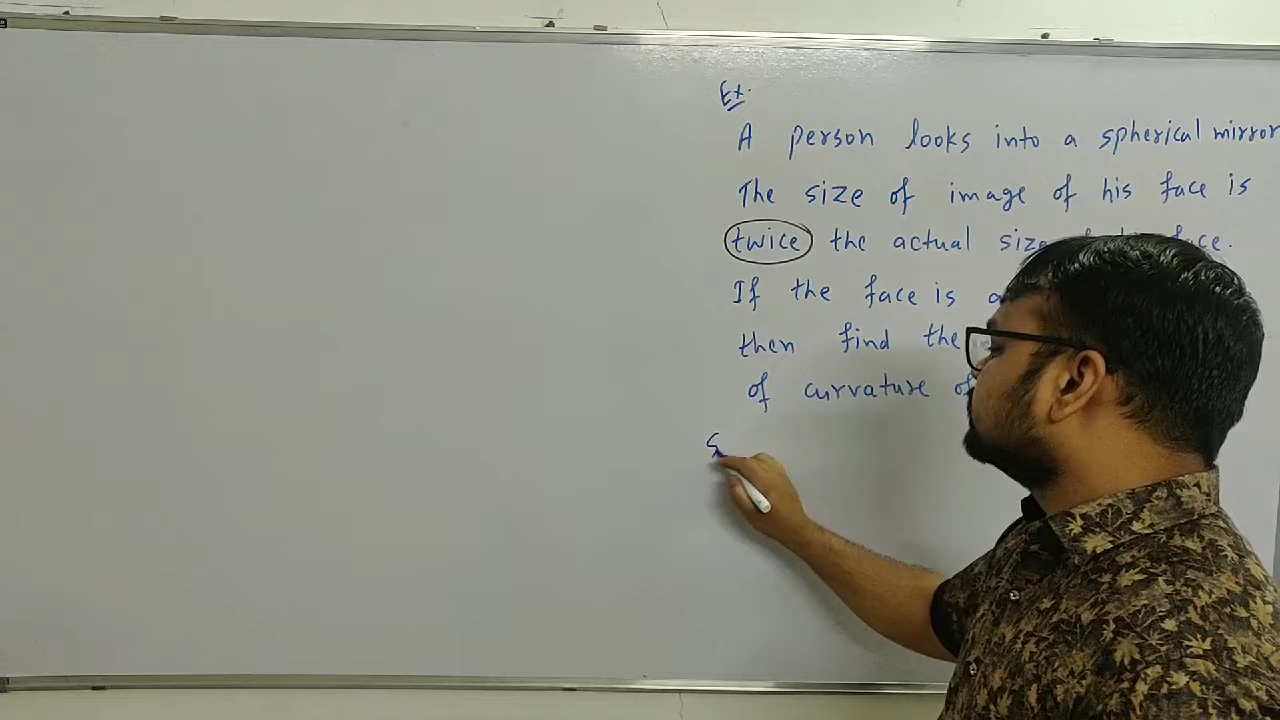 Ex.
A person looks into a spherical mirror
The size of image of his face is
twice the actual size face.
If the face is
then find the
of curvature of
S